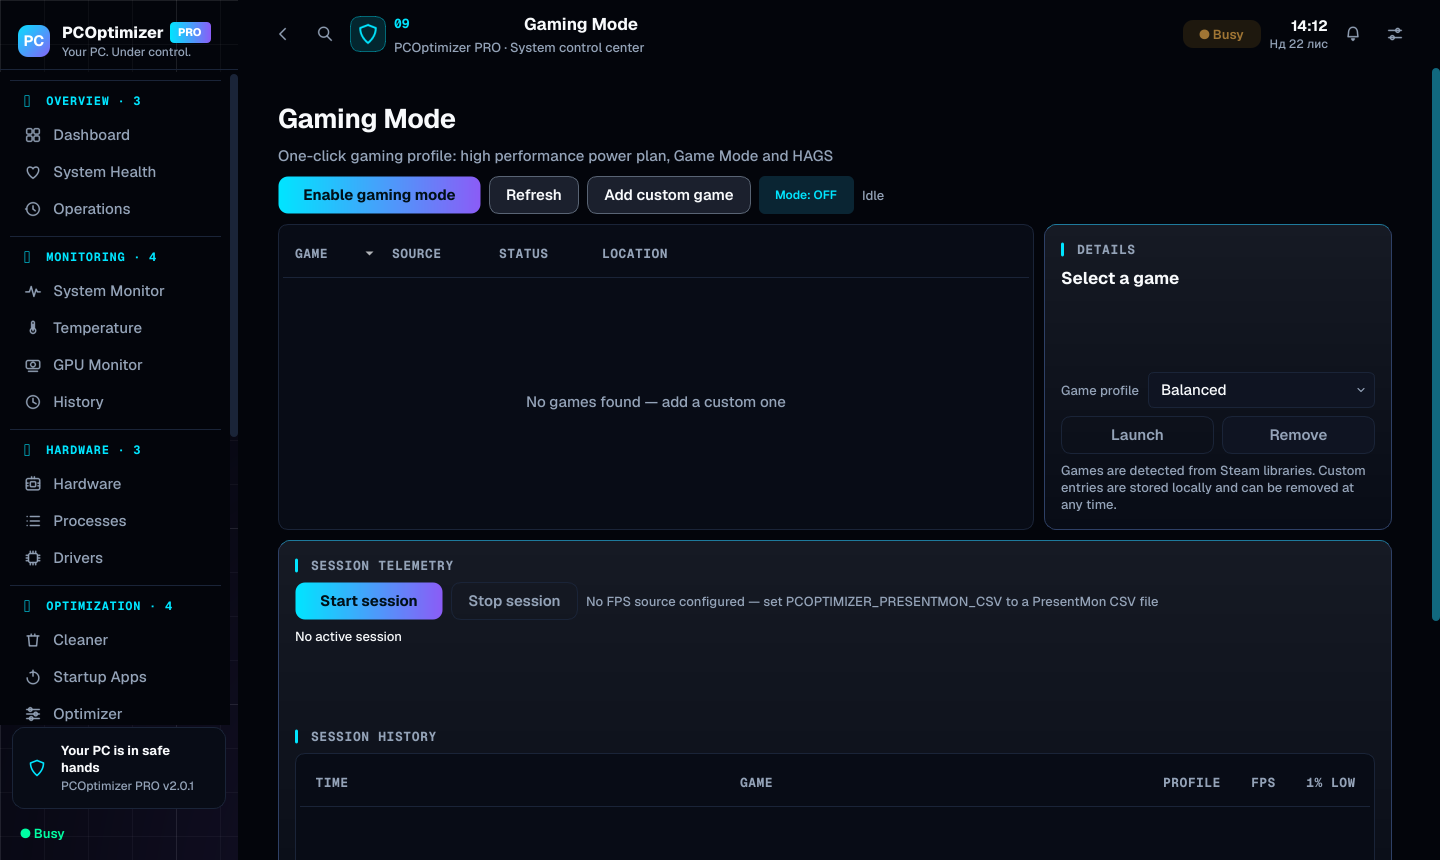 PC
PCOptimizer PRO
Your PC. Under control.
OVERVIEW · 3
Dashboard
System Health
Operations
MONITORING · 4
System Monitor
Temperature
GPU Monitor
History
HARDWARE · 3
Hardware
Processes
Drivers
OPTIMIZATION · 4
Cleaner
Startup Apps
Optimizer
Your PC is in safe
hands
PCOptimizer PRO v2.0.1
Busy
09
Gaming Mode
PCOptimizer PRO · System control center
Busy
14:12
Нд 22 лис
Gaming Mode
One-click gaming profile: high performance power plan, Game Mode and HAGS
Enable gaming mode
Refresh
Add custom game
Mode: OFF
Idle
GAME SOURCE STATUS LOCATION
No games found — add a custom one
DETAILS
Select a game
Game profile
Balanced
Launch
Remove
Games are detected from Steam libraries. Custom
entries are stored locally and can be removed at
any time.
SESSION TELEMETRY
Start session
Stop session
No FPS source configured — set PCOPTIMIZER_PRESENTMON_CSV to a PresentMon CSV file
No active session
SESSION HISTORY
TIME GAME PROFILE FPS 1% LOW